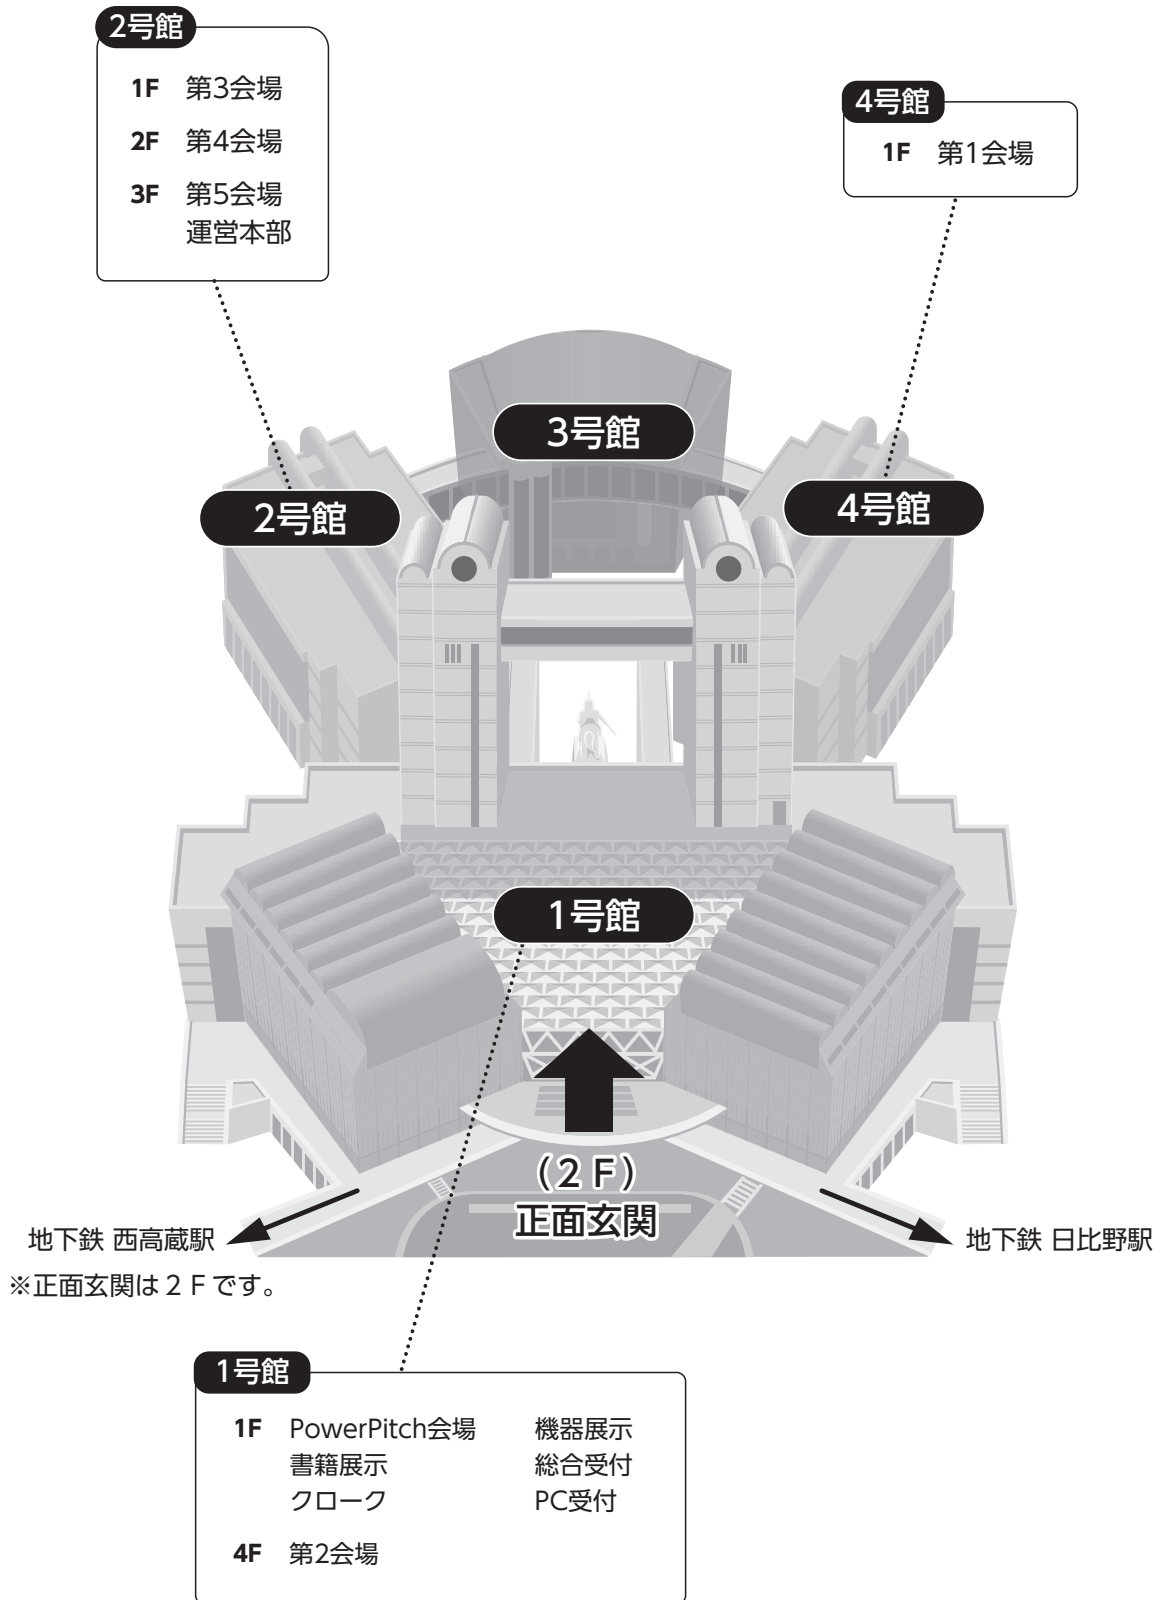 2号館
1F 第3会場
2F 第4会場
3F 第5会場
運営本部
4号館
1F 第1会場
3号館
2号館
4号館
1号館
（２Ｆ）
正面玄関
地下鉄 西高蔵駅
地下鉄 日比野駅
※正面玄関は２Ｆです。
1号館
1F PowerPitch会場 機器展示
書籍展示 総合受付
クローク PC受付
4F 第2会場